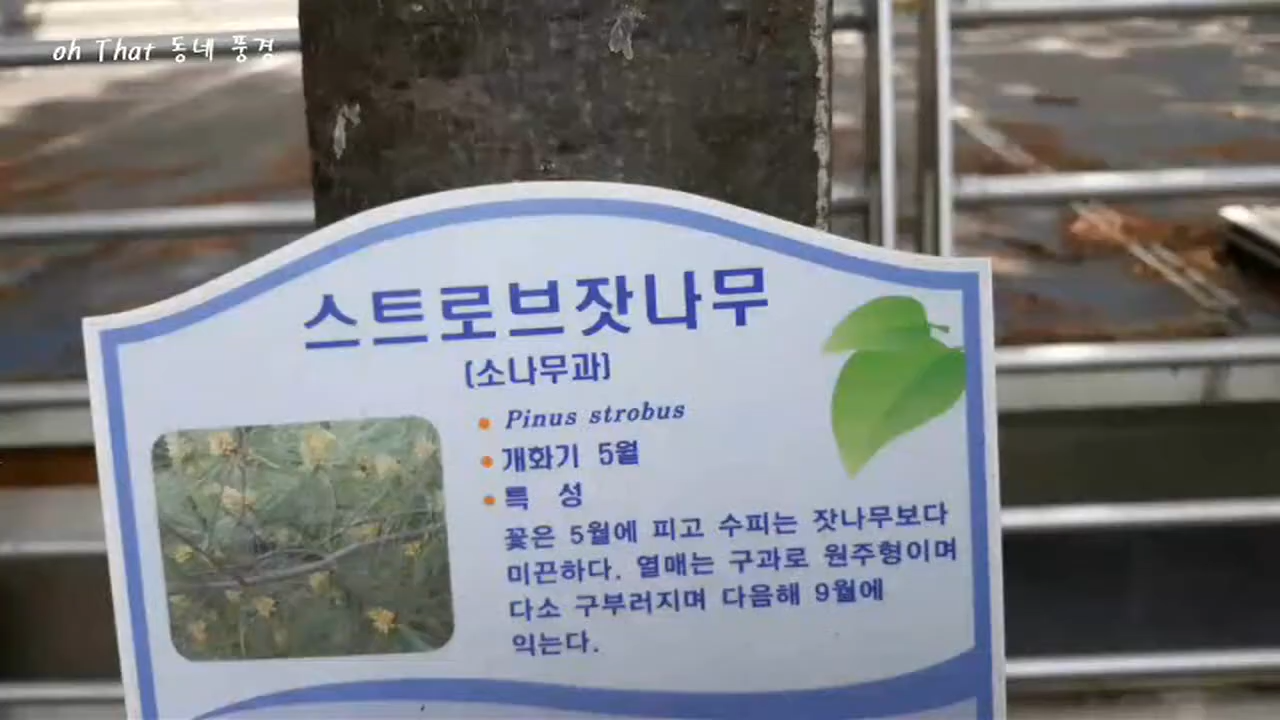 oh That 동네 풍경
스트로브잣나무
(소나무과)
Pinus strobus
개화기 5월
특 성
꽃은 5월에 피고 수피는 잣나무보다
미끈하다. 열매는 구과로 원주형이며
다소 구부러지며 다음해 9월에
익는다.